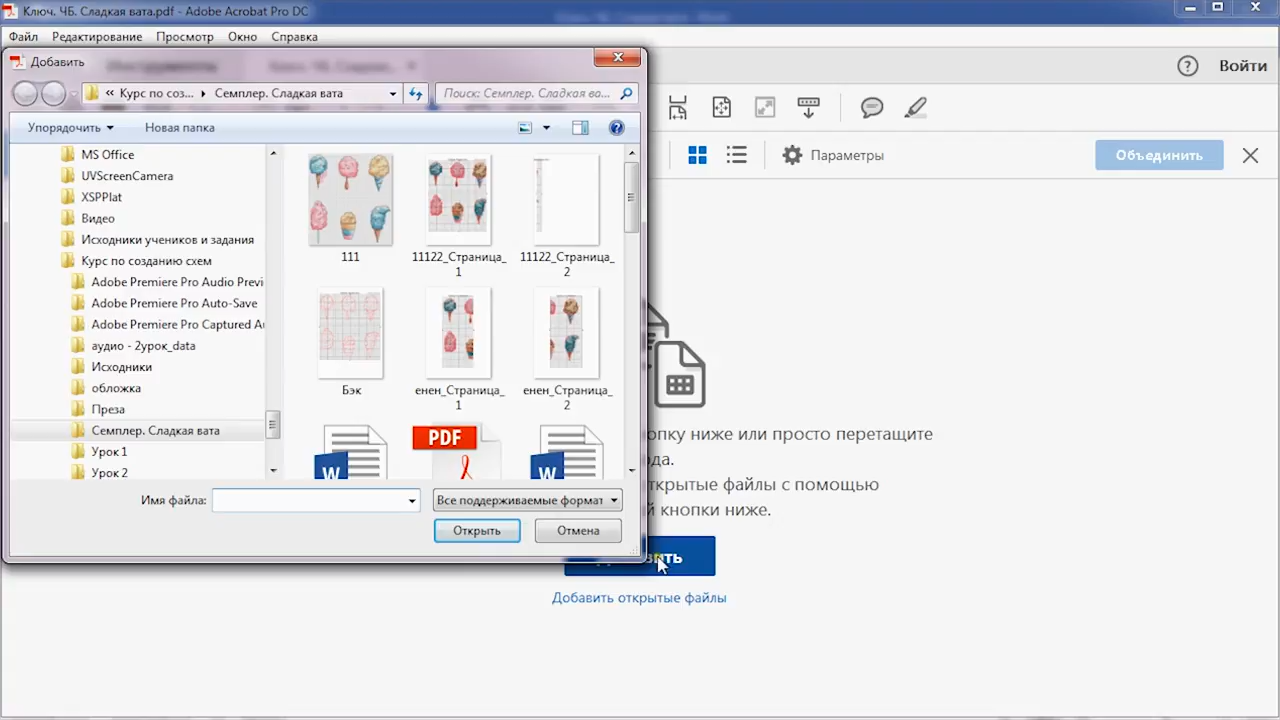 Ключ. ЧБ. Сладкая вата.pdf - Adobe Acrobat Pro DC
Файл Редактирование Просмотр Окно Справка
Добавить
Войти
« Курс по соз... Семплер. Сладкая вата
Поиск: Семплер. Сладкая ва...
Упорядочить Новая папка
Параметры
Объединить
MS Office
UVScreenCamera
XSPPlat
Видео
Исходники учеников и задания
Курс по созданию схем
Adobe Premiere Pro Audio Previ
Adobe Premiere Pro Auto-Save
Adobe Premiere Pro Captured Au
аудио - 2урок_data
Исходники
обложка
Преза
Семплер. Сладкая вата
Урок 1
Урок 2
111
11122_Страница_
1
11122_Страница_
2
Бэк
енен_Страница_
1
енен_Страница_
2
W
PDF
W
опку ниже или просто перетащите
ода.
ткрытые файлы с помощью
й кнопки ниже.
Имя файла:
Все поддерживаемые формат
Открыть Отмена
Добавить открытые файлы